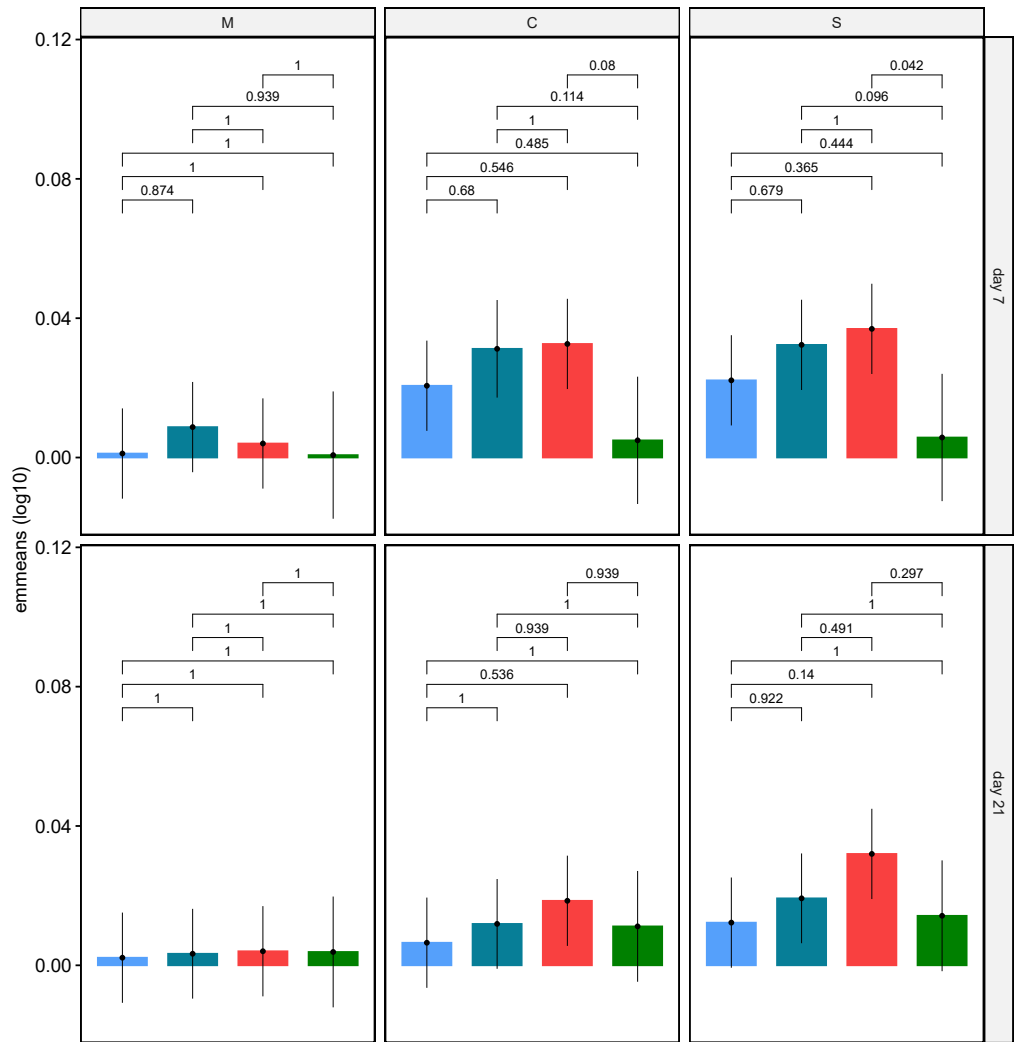 M C S
0.12
1 0.08 0.042
0.939 0.114 0.096
1 1 1
1 0.485 0.444
0.08
1 0.546 0.365
0.874 0.68 0.679
day 7
0.04
0.00
emmeans (log10)
0.12
1 0.939 0.297
1 1 1
1 0.939 0.491
1 1 1
0.08
1 0.536 0.14
1 1 0.922
day 21
0.04
0.00